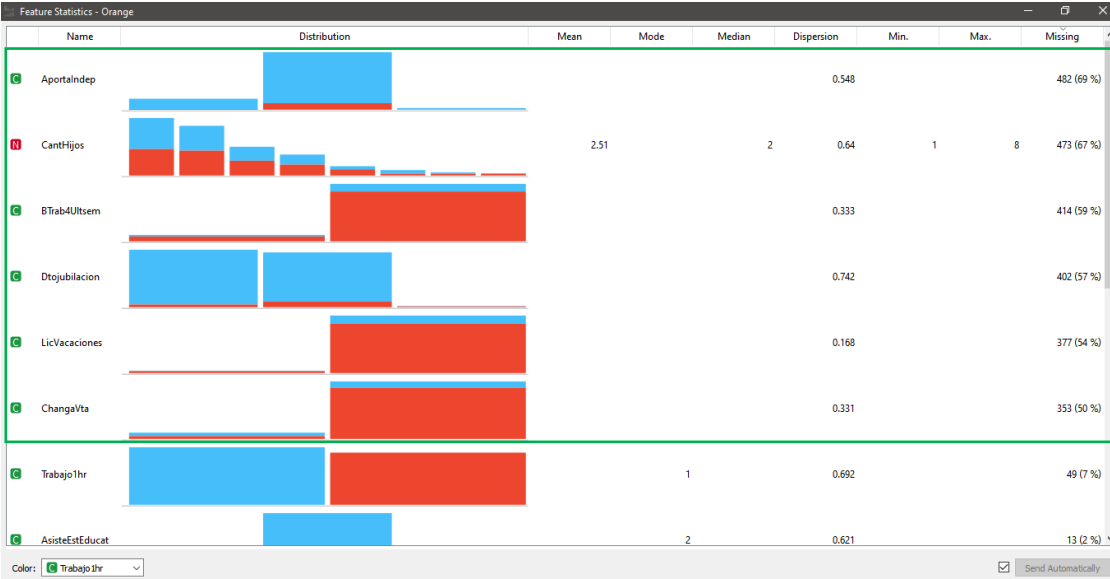 Feature Statistics - Orange
Name Distribution Mean Mode Median Dispersion Min. Max. Missing
C AportaIndep 0.548 482 (69 %)
N CantHijos 2.51 2 0.64 1 8 473 (67 %)
C BTrab4Ultsem 0.333 414 (59 %)
C Dtojubilacion 0.742 402 (57 %)
C LicVacaciones 0.168 377 (54 %)
C ChangaVta 0.331 353 (50 %)
C Trabajo1hr 1 0.692 49 (7 %)
C AsisteEstEducat 2 0.621 13 (2 %)
Color: C Trabajo1hr Send Automatically